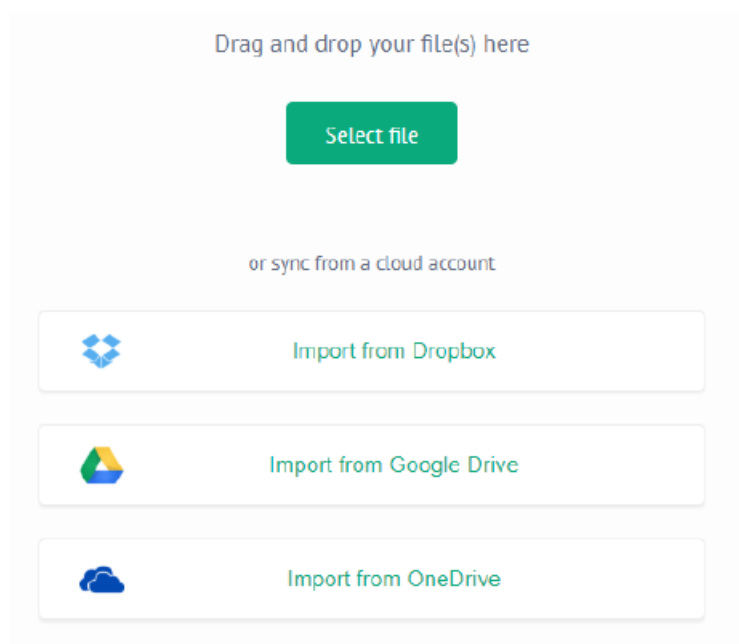 Drag and drop your file(s) here
Select file
or sync from a cloud account
Import from Dropbox
Import from Google Drive
Import from OneDrive